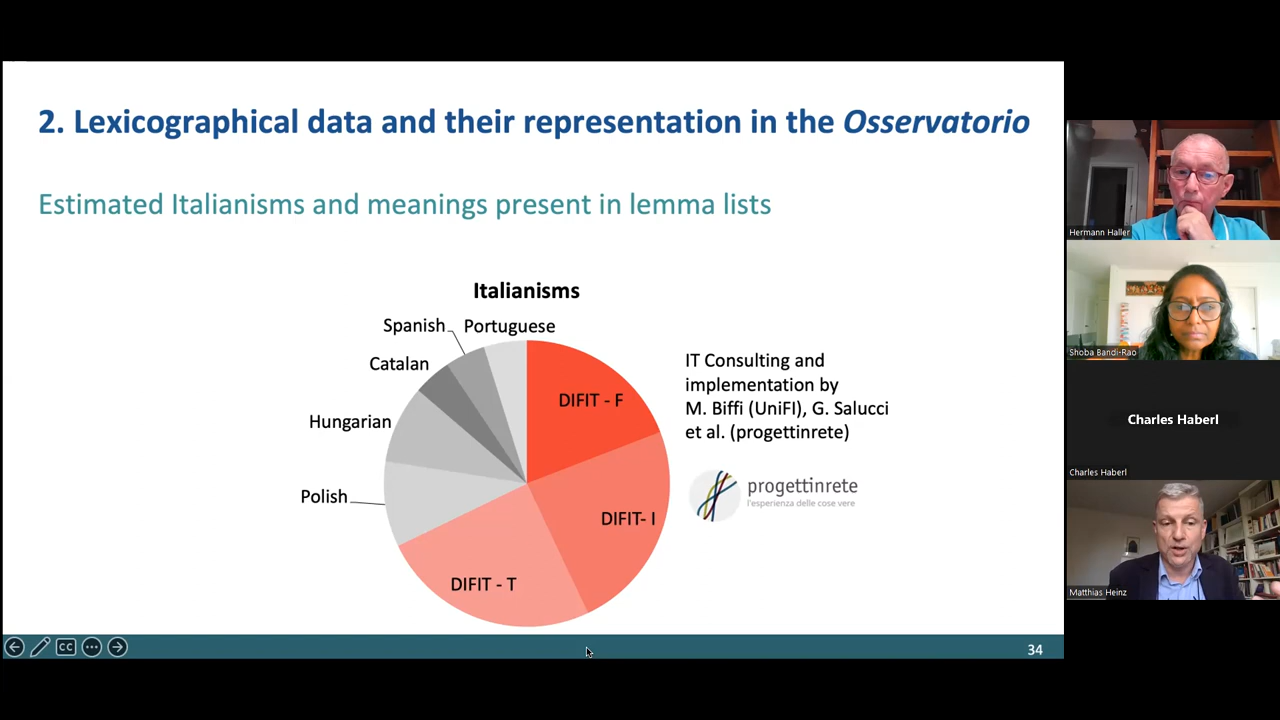 2. Lexicographical data and their representation in the Osservatorio
Estimated Italianisms and meanings present in lemma lists
Italianisms
Spanish
Portuguese
Catalan
Hungarian
Polish
DIFIT - F
DIFIT- I
DIFIT - T
IT Consulting and
implementation by
M. Biffi (UniFI), G. Salucci
et al. (progettinrete)
progettinrete
l'esperienza delle cose vere
CC
34
Hermann Haller
Shoba Bandi-Rao
Charles Haberl
Charles Haberl
Matthias Heinz